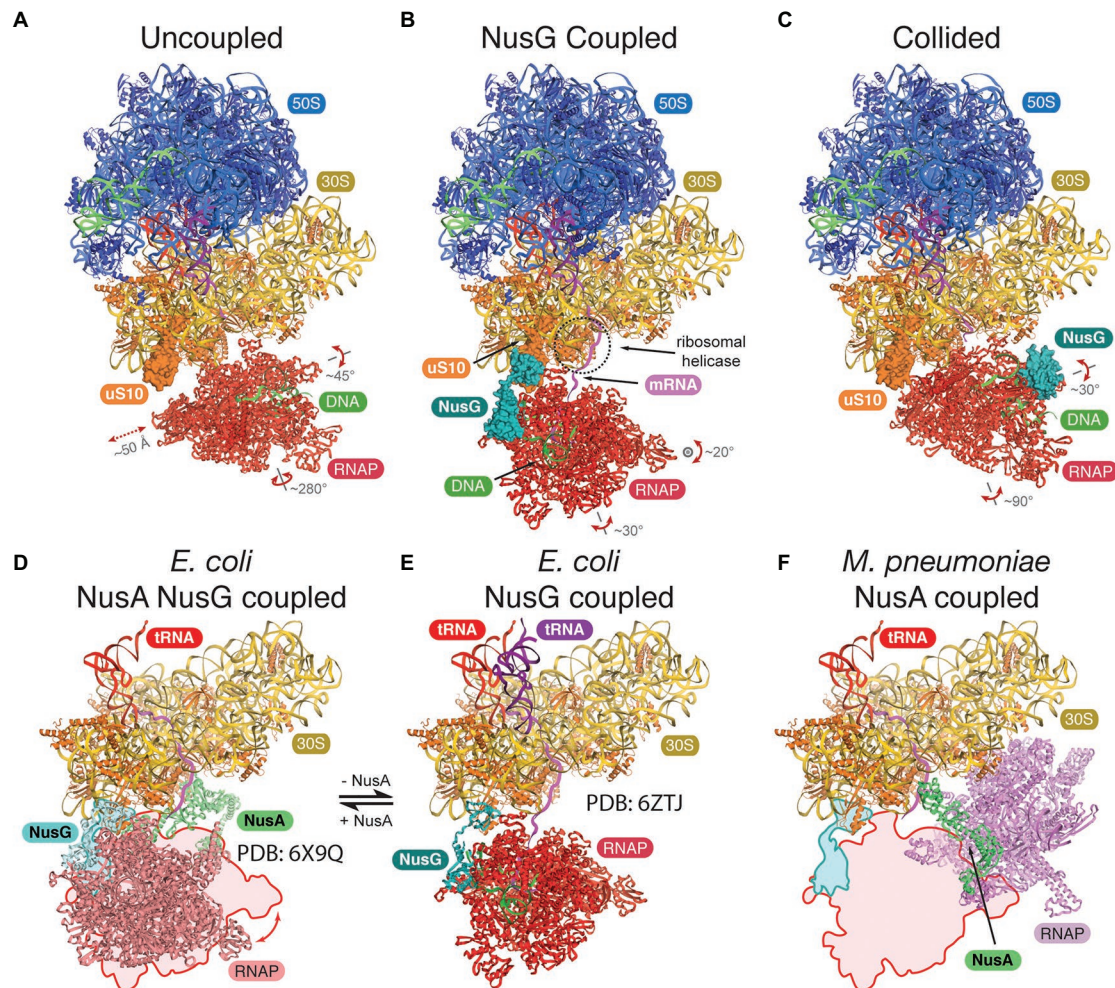 A
Uncoupled
50S
30S
uS10
~45°
DNA
~50 Å
RNAP
~280°
B
NusG Coupled
50S
30S
ribosomal
helicase
uS10
mRNA
NusG
~20°
DNA
RNAP
~30°
C
Collided
50S
30S
NusG
uS10
~30°
DNA
RNAP
~90°
D
E. coli
NusA NusG coupled
tRNA
30S
NusG
NusA
PDB: 6X9Q
RNAP
- NusA
+ NusA
E
E. coli
NusG coupled
tRNA
tRNA
30S
PDB: 6ZTJ
NusG
RNAP
F
M. pneumoniae
NusA coupled
tRNA
30S
RNAP
NusA